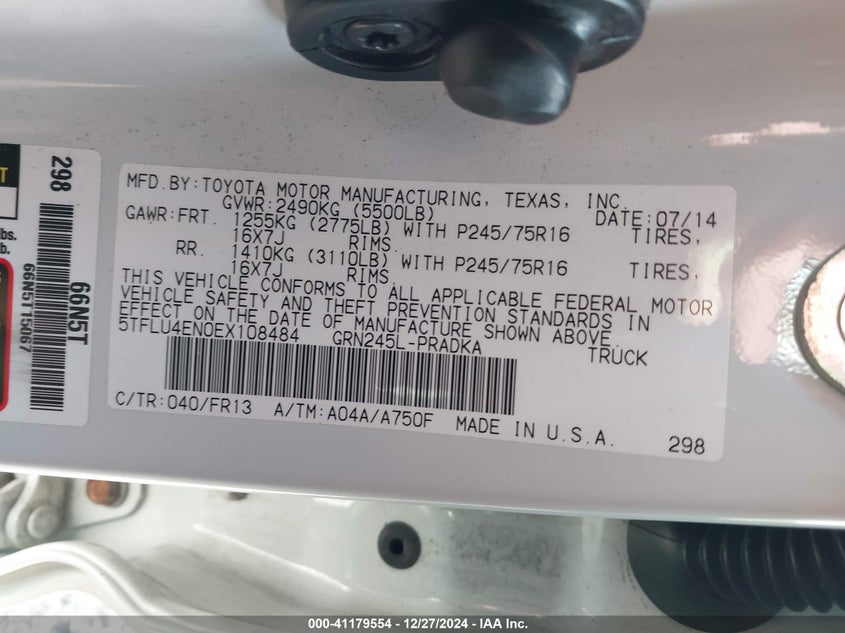 MFD.BY:TOYOTA MOTOR MANUFACTURING, TEXAS, INC.
GVWR:2490KG (5500LB) DATE:07/14
GAWR:FRT. 1255KG (2775LB) WITH P245/75R16 TIRES,
16X7J RIMS.
RR. 1410KG (3110LB) WITH P245/75R16 TIRES,
16X7J RIMS.
THIS VEHICLE CONFORMS TO ALL APPLICABLE FEDERAL MOTOR
VEHICLE SAFETY AND THEFT PREVENTION STANDARDS IN
EFFECT ON THE DATE OF MANUFACTURE SHOWN ABOVE.
5TFLU4EN0EX108484 GRN245L-PRADKA TRUCK
C/TR:040/FR13 A/TM:A04A/A750F MADE IN U.S.A. 298
298
66N5T
66N5T15067
lbs.
lb.
000-41179554 - 12/27/2024 - IAA Inc.